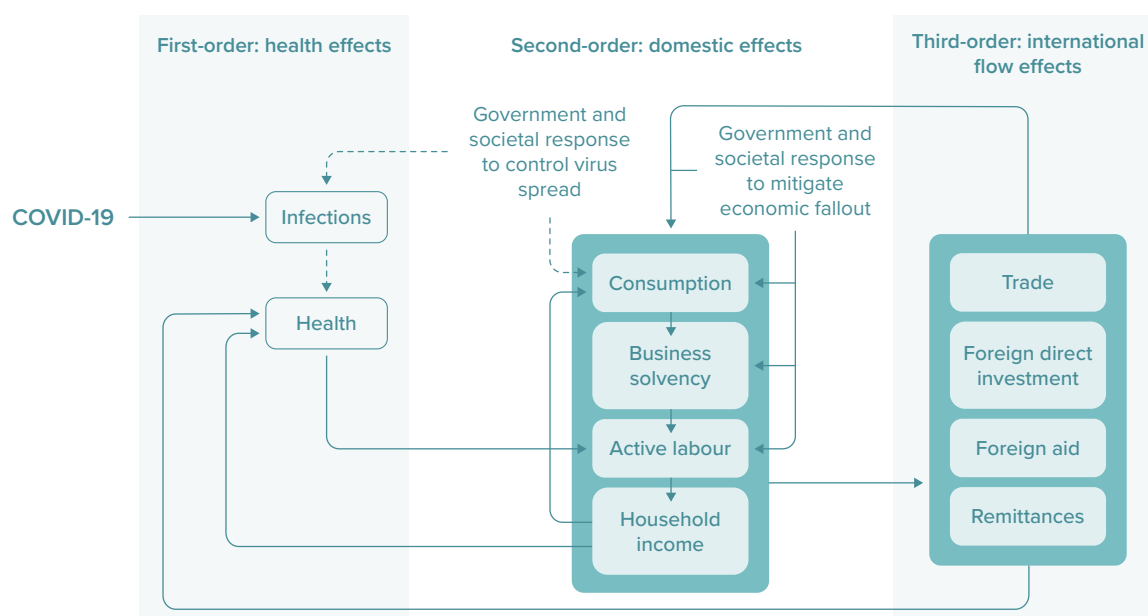 First-order: health effects
Second-order: domestic effects
Third-order: international
flow effects
Government and
societal response
to control virus
spread
Government and
societal response
to mitigate
economic fallout
COVID-19
Infections
Health
Consumption
Business
solvency
Active labour
Household
income
Trade
Foreign direct
investment
Foreign aid
Remittances